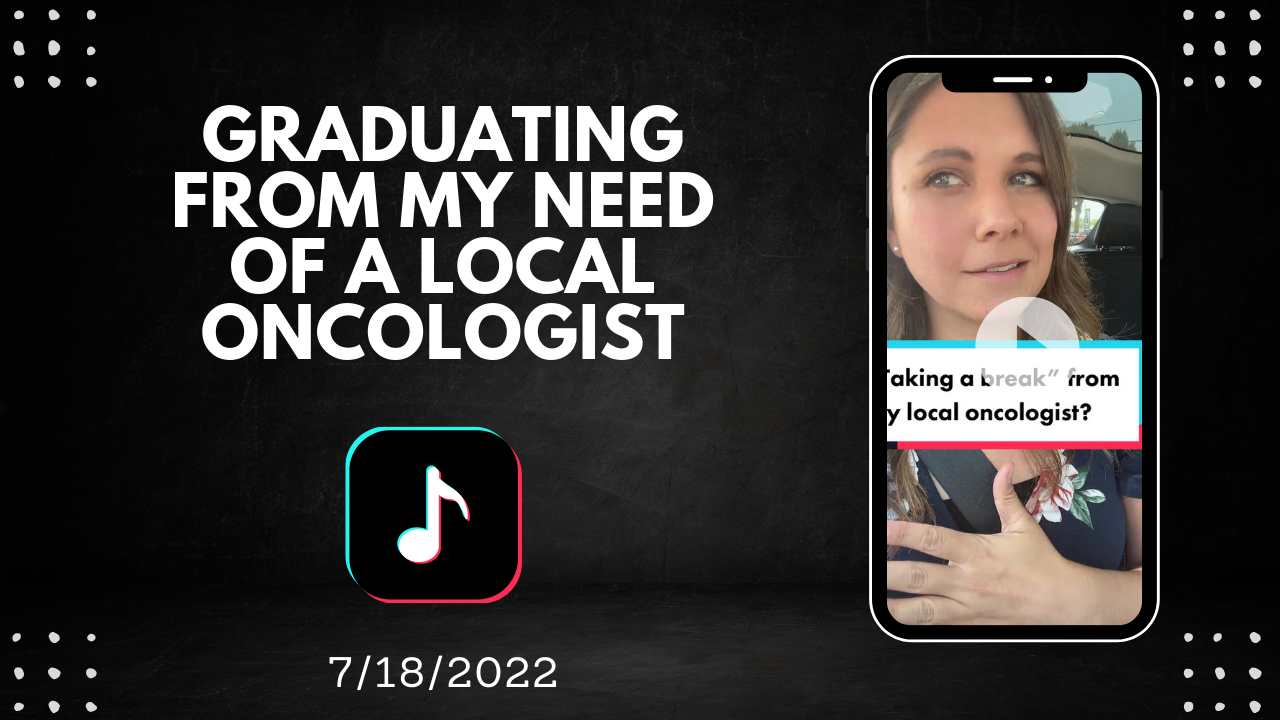 GRADUATING
FROM MY NEED
OF A LOCAL
ONCOLOGIST
Taking a break” from
y local oncologist?
7/18/2022